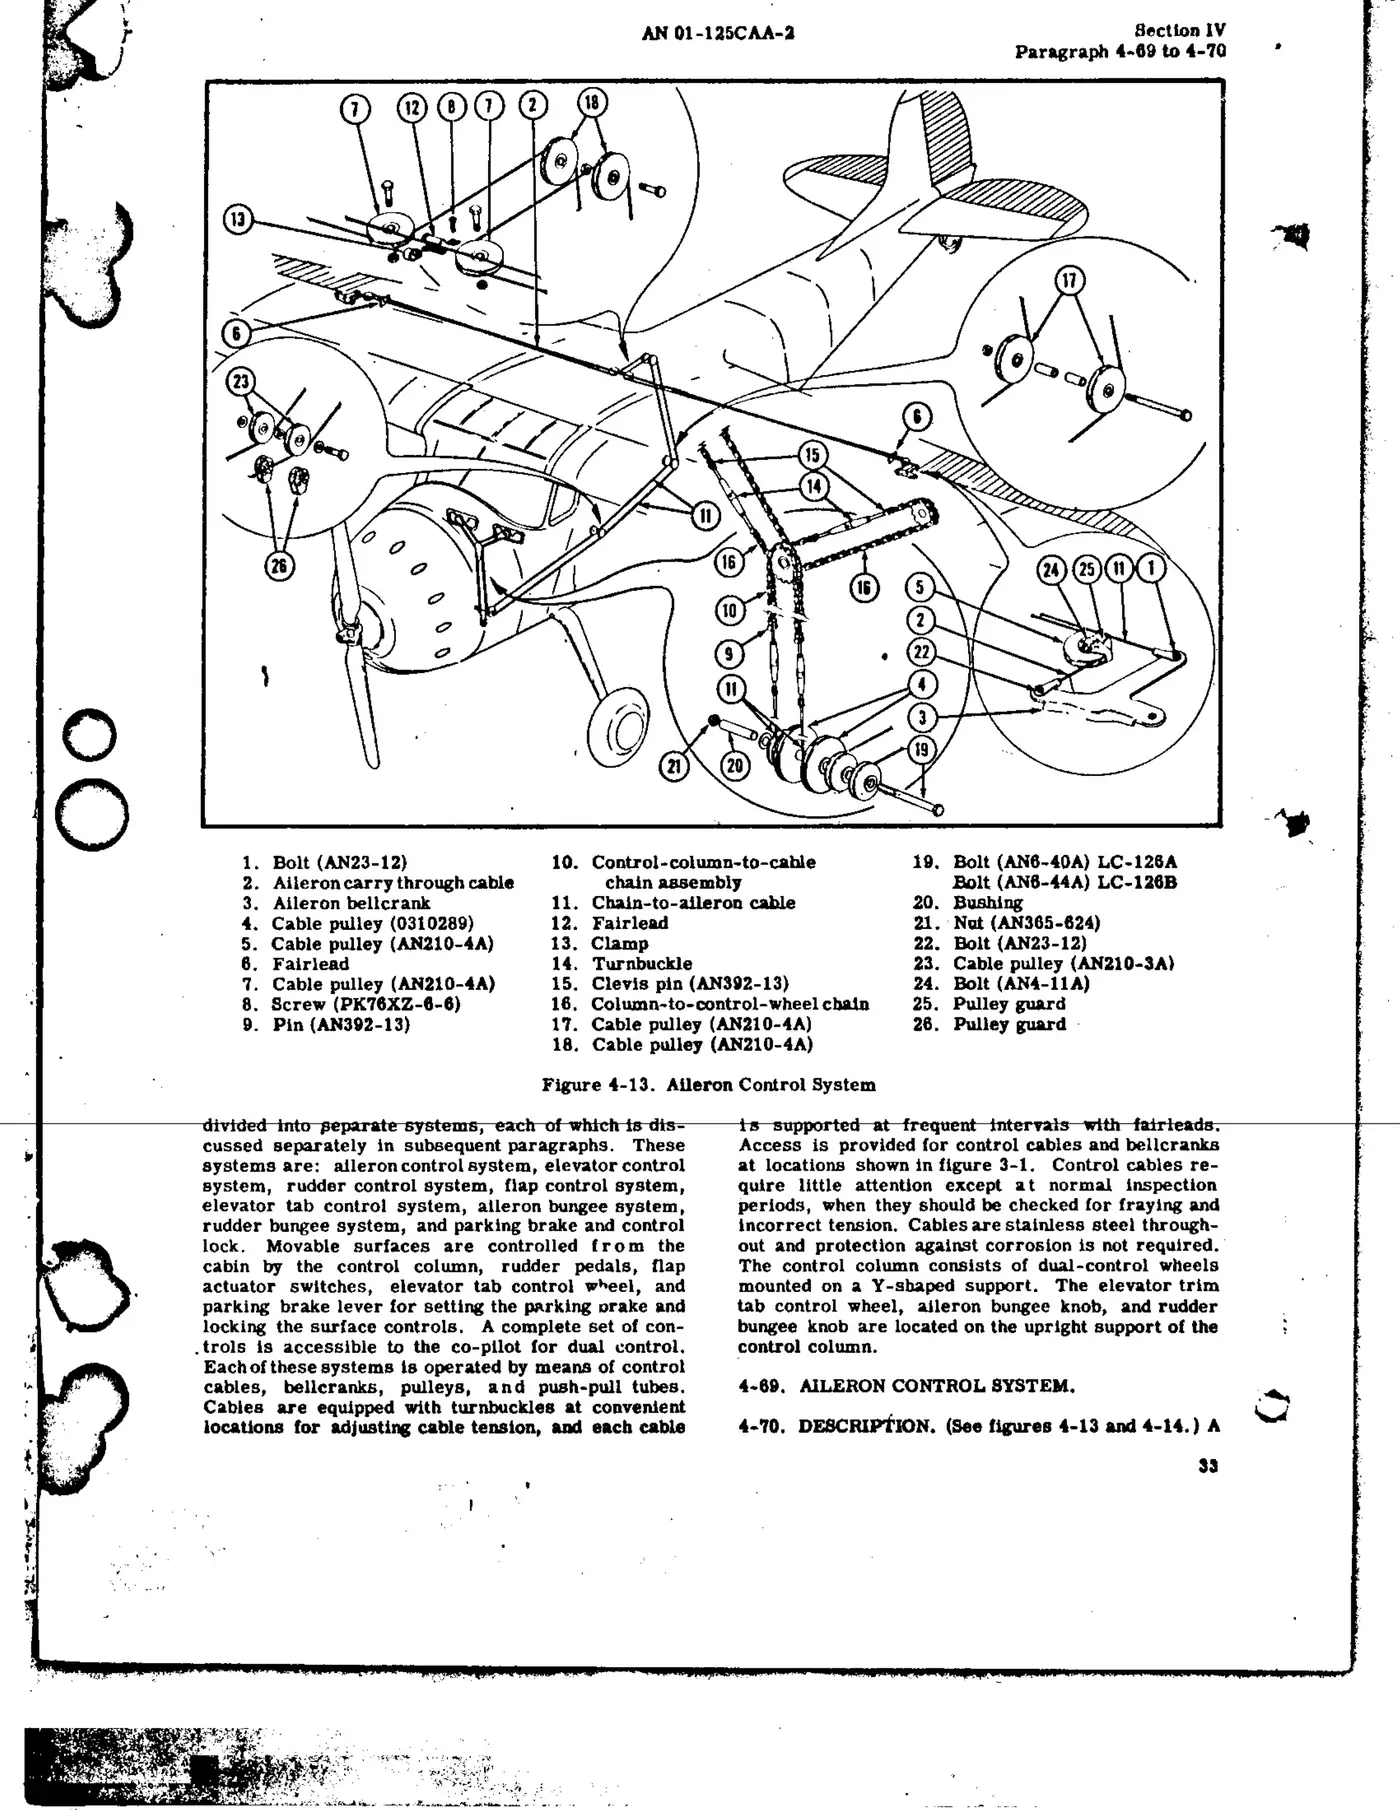 AN 01-125CAA-2
Section IV
Paragraph 4-69 to 4-70
7 12 8 7 2 18
13
17
6
23
6
15
14
11
26
16
16
24 25 11 1
5
10
2
9
22
11
4
3
21
20
19
1. Bolt (AN23-12)
2. Aileron carry through cable
3. Aileron bellcrank
4. Cable pulley (0310289)
5. Cable pulley (AN210-4A)
6. Fairlead
7. Cable pulley (AN210-4A)
8. Screw (PK76XZ-6-6)
9. Pin (AN392-13)
10. Control-column-to-cable
chain assembly
11. Chain-to-aileron cable
12. Fairlead
13. Clamp
14. Turnbuckle
15. Clevis pin (AN392-13)
16. Column-to-control-wheel chain
17. Cable pulley (AN210-4A)
18. Cable pulley (AN210-4A)
19. Bolt (AN6-40A) LC-126A
Bolt (AN6-44A) LC-126B
20. Bushing
21. Nut (AN365-624)
22. Bolt (AN23-12)
23. Cable pulley (AN210-3A)
24. Bolt (AN4-11A)
25. Pulley guard
26. Pulley guard
Figure 4-13. Aileron Control System
divided into separate systems, each of which is dis-
cussed separately in subsequent paragraphs. These
systems are: aileron control system, elevator control
system, rudder control system, flap control system,
elevator tab control system, aileron bungee system,
rudder bungee system, and parking brake and control
lock. Movable surfaces are controlled from the
cabin by the control column, rudder pedals, flap
actuator switches, elevator tab control wheel, and
parking brake lever for setting the parking brake and
locking the surface controls. A complete set of con-
trols is accessible to the co-pilot for dual control.
Each of these systems is operated by means of control
cables, bellcranks, pulleys, and push-pull tubes.
Cables are equipped with turnbuckles at convenient
locations for adjusting cable tension, and each cable
is supported at frequent intervals with fairleads.
Access is provided for control cables and bellcranks
at locations shown in figure 3-1. Control cables re-
quire little attention except at normal inspection
periods, when they should be checked for fraying and
incorrect tension. Cables are stainless steel through-
out and protection against corrosion is not required.
The control column consists of dual-control wheels
mounted on a Y-shaped support. The elevator trim
tab control wheel, aileron bungee knob, and rudder
bungee knob are located on the upright support of the
control column.
4-69. AILERON CONTROL SYSTEM.
4-70. DESCRIPTION. (See figures 4-13 and 4-14.) A
33